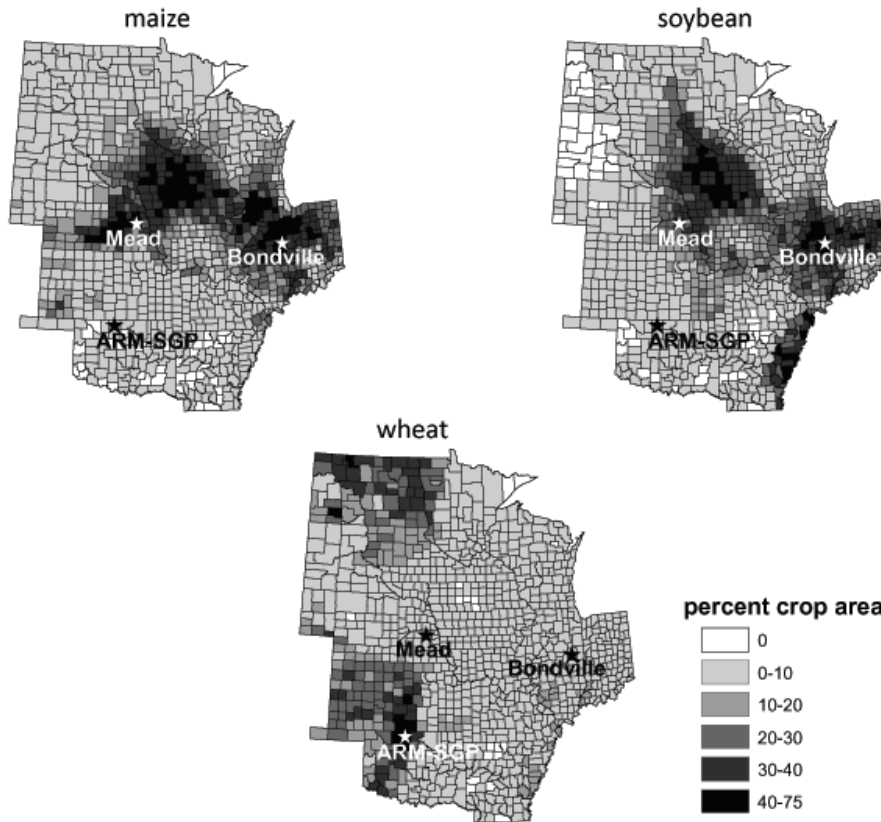 maize
Mead
Bondville
ARM-SGP
soybean
Mead
Bondville
ARM-SGP
wheat
Mead
Bondville
ARM-SGP
percent crop area
0
0-10
10-20
20-30
30-40
40-75